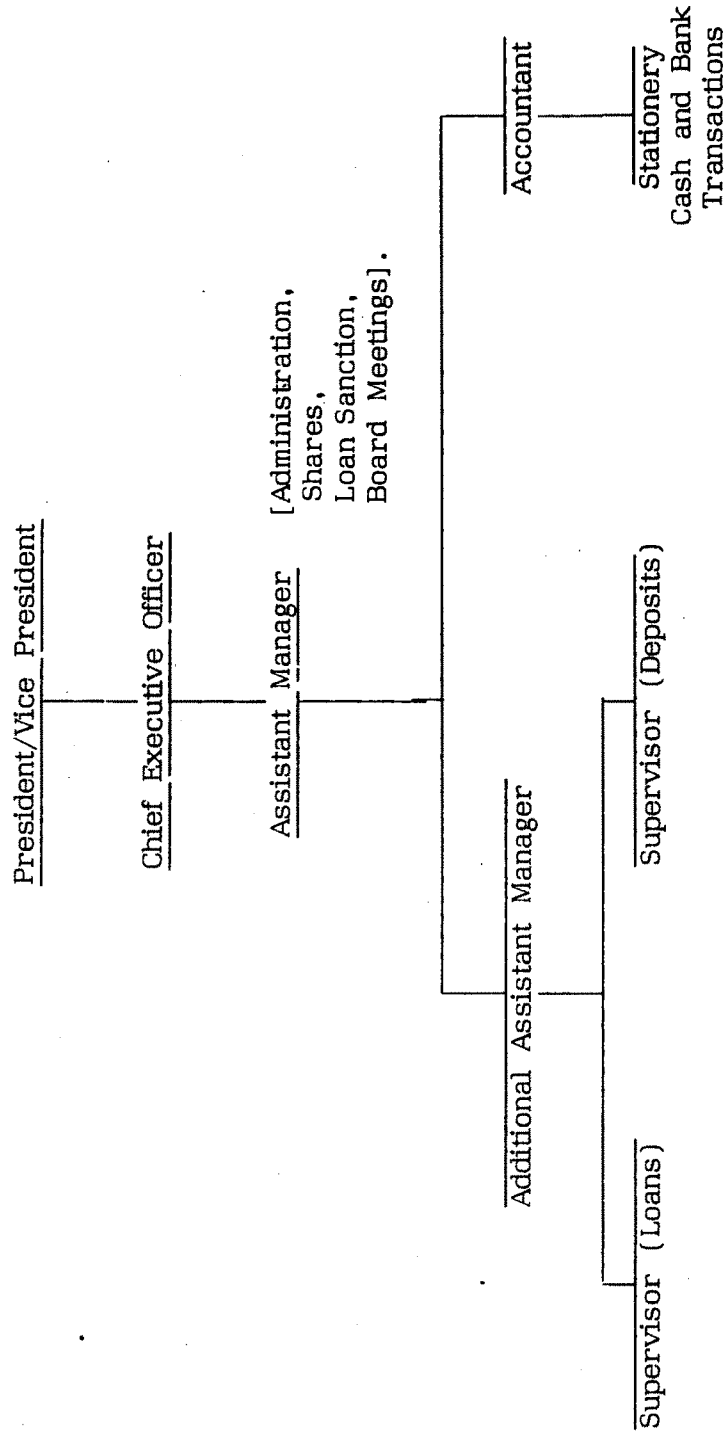 President/Vice President
Chief Executive Officer
Assistant Manager
[Administration,
Shares,
Loan Sanction,
Board Meetings].
Additional Assistant Manager
Accountant
Supervisor (Loans)
Supervisor (Deposits)
Stationery
Cash and Bank
Transactions